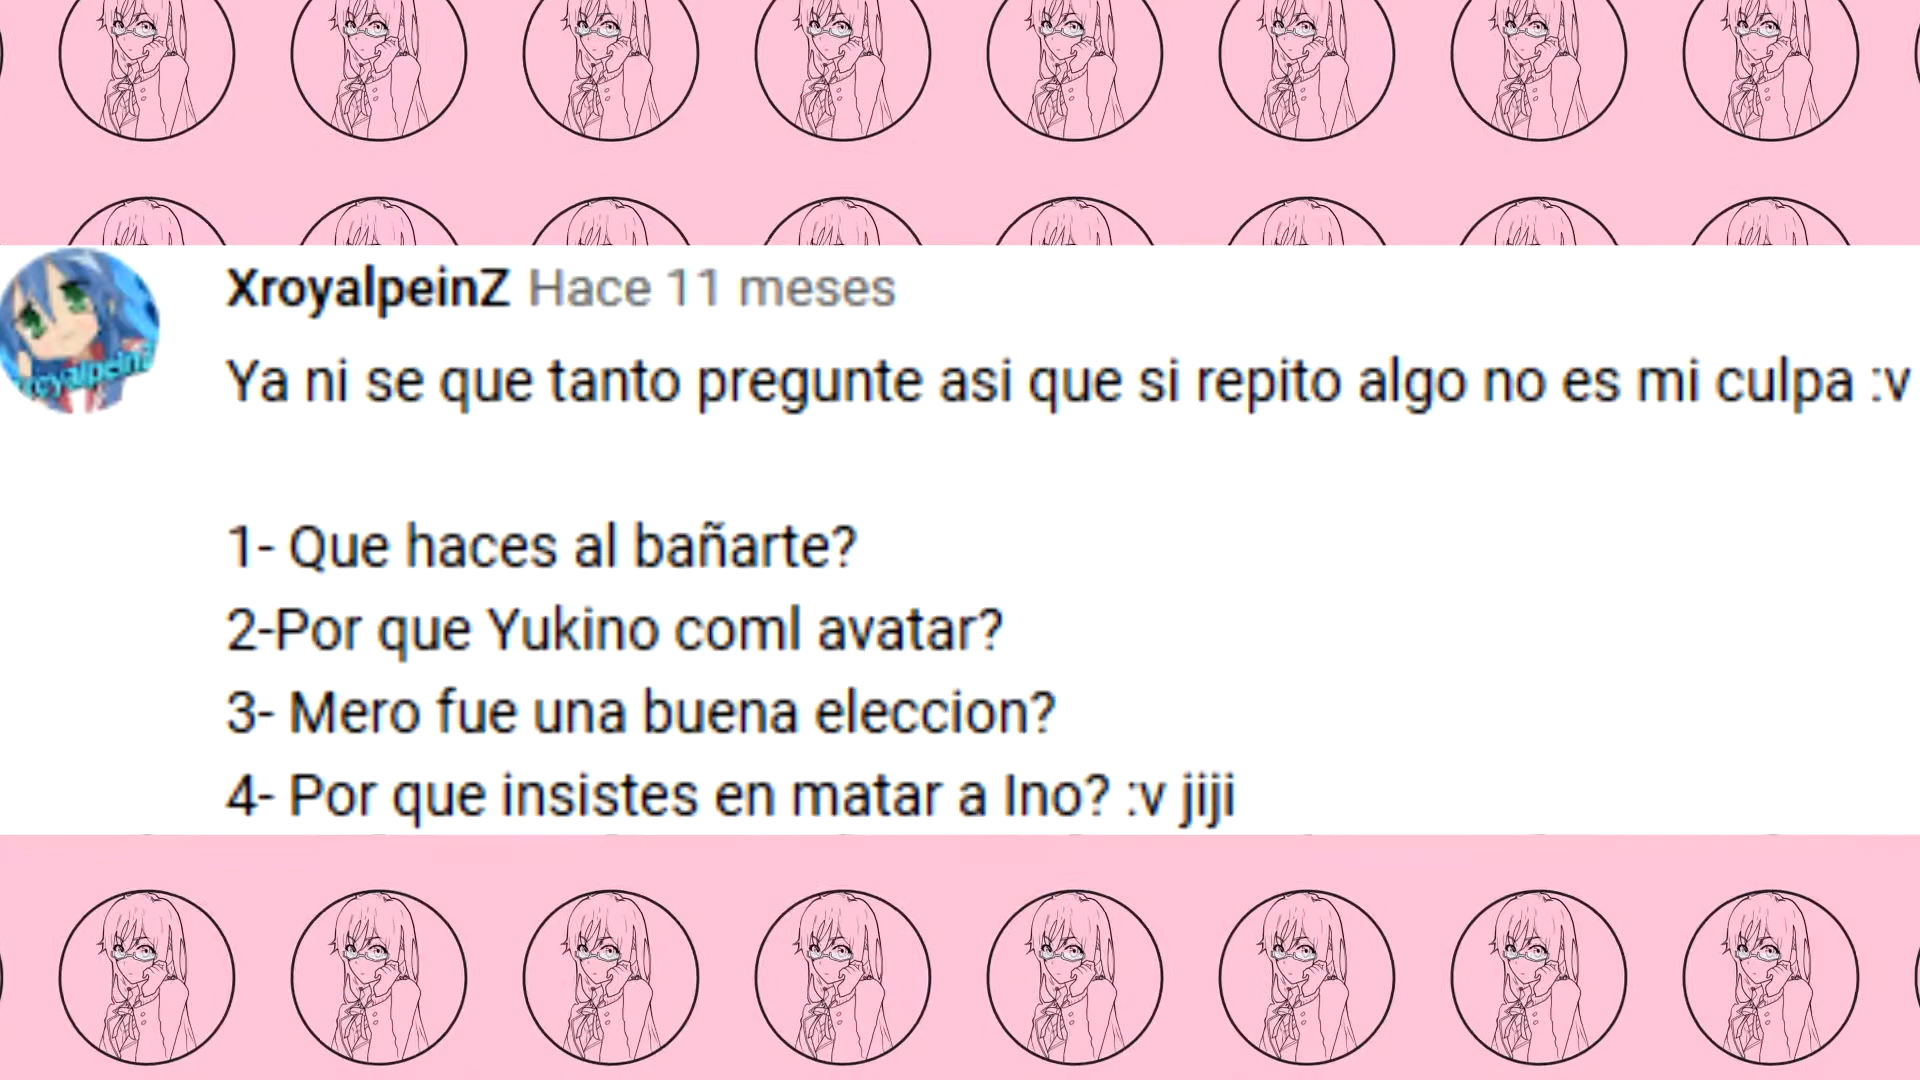 XroyalpeinZ Hace 11 meses
Ya ni se que tanto pregunte asi que si repito algo no es mi culpa :v
1- Que haces al bañarte?
2-Por que Yukino coml avatar?
3- Mero fue una buena eleccion?
4- Por que insistes en matar a Ino? :v jiji